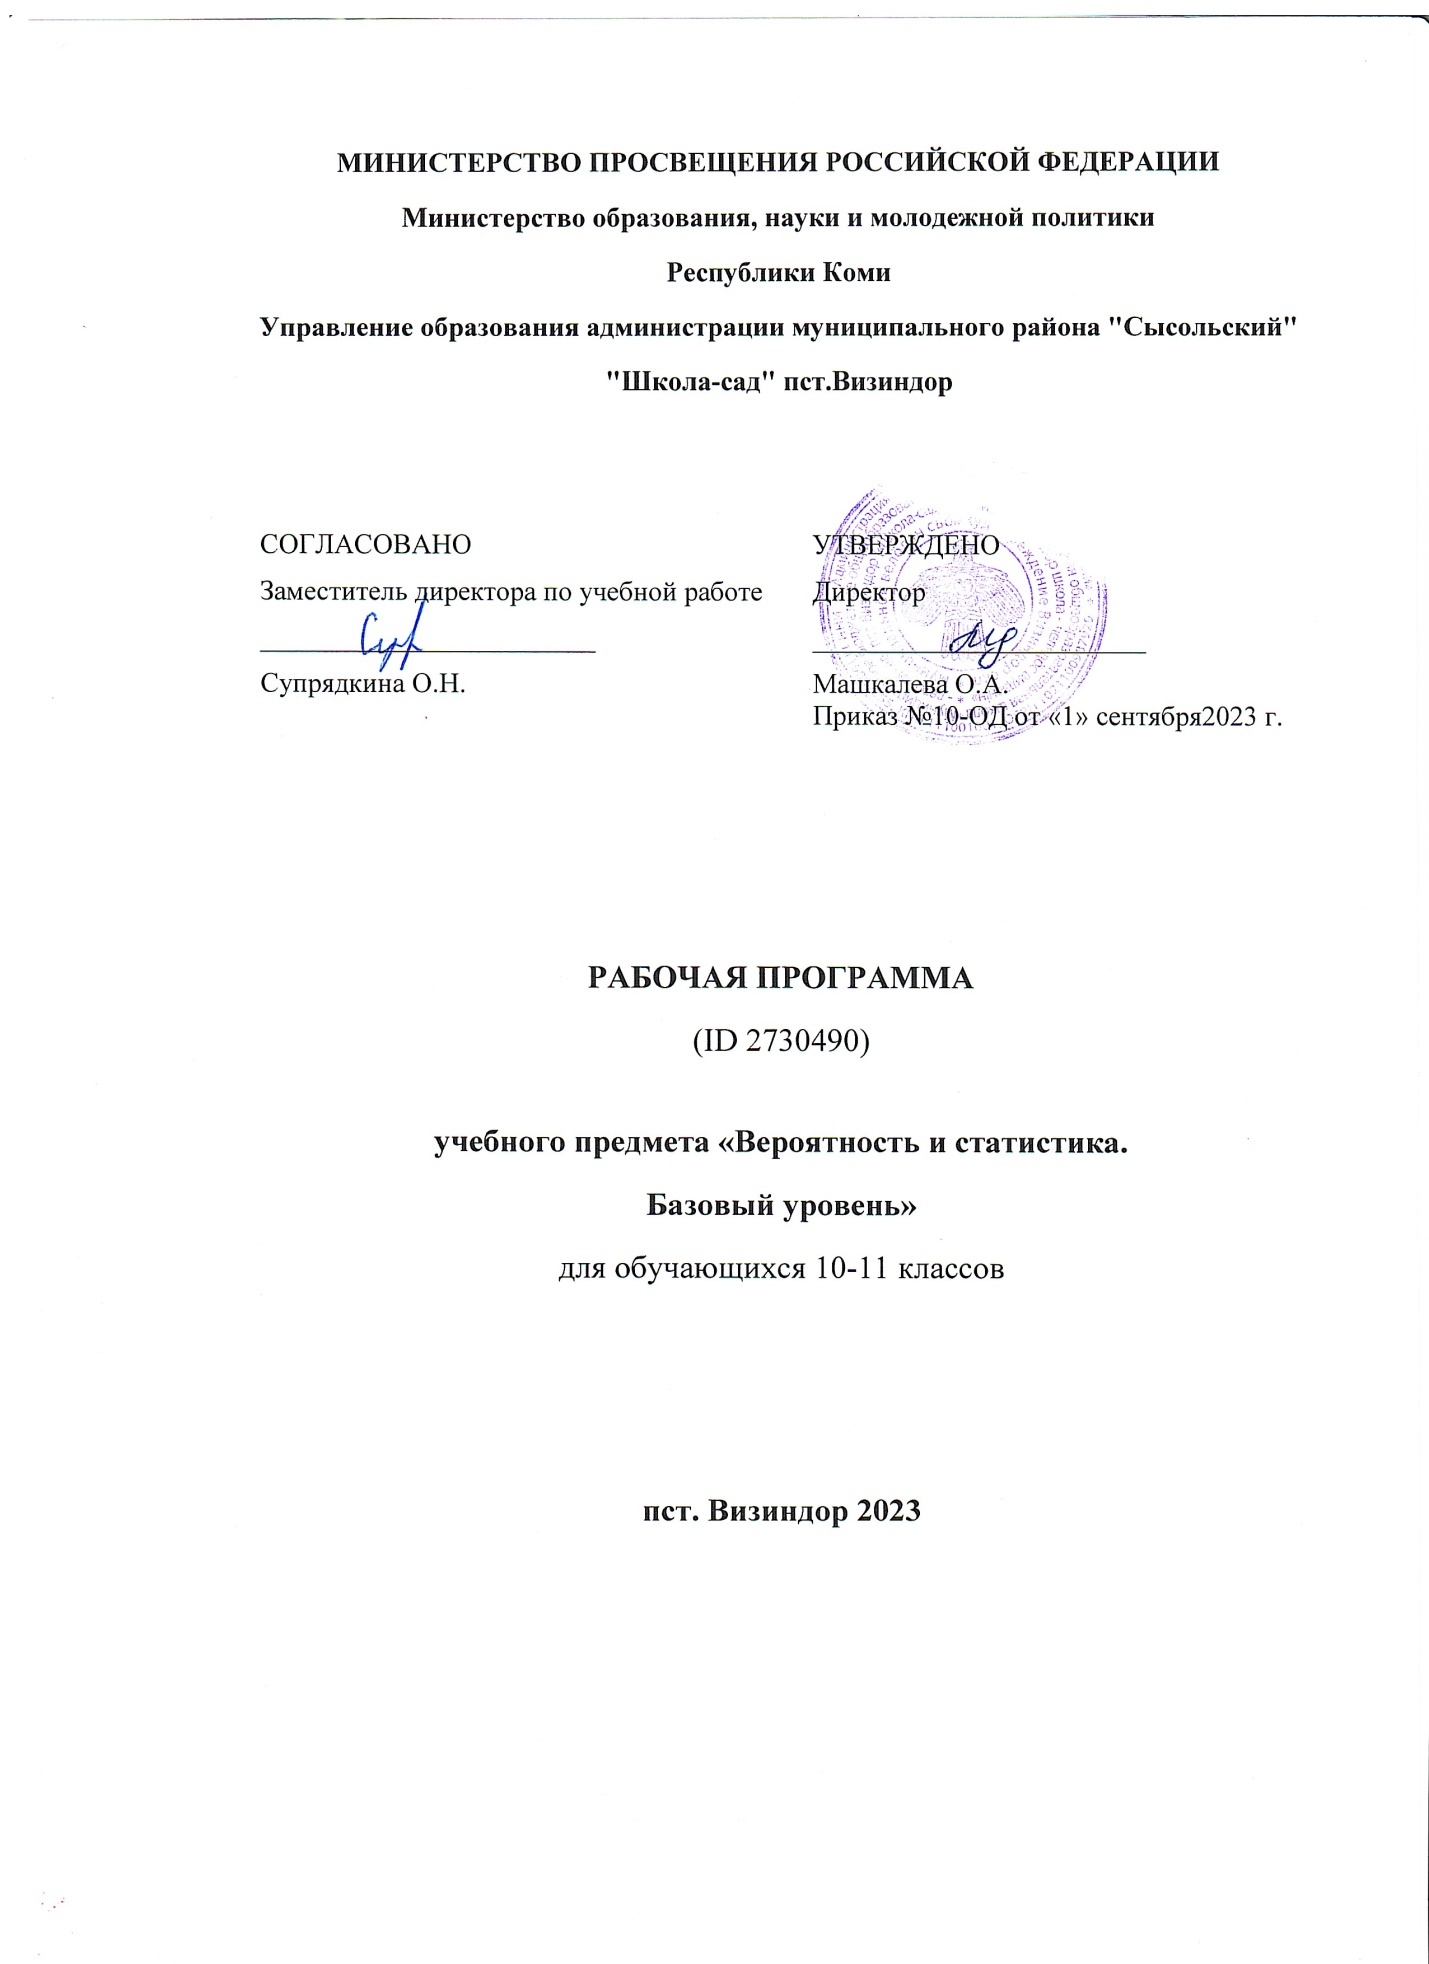 МИНИСТЕРСТВО ПРОСВЕЩЕНИЯ РОССИЙСКОЙ ФЕДЕРАЦИИ
Министерство образования, науки и молодежной политики
Республики Коми
Управление образования администрации муниципального района "Сысольский"
"Школа-сад" пст.Визиндор
СОГЛАСОВАНО
Заместитель директора по учебной работе
Супрядкина О.Н.
УТВЕРЖДЕНО
Директор
Машкалева О.А.
Приказ №10-ОД от «1» сентября2023 г.
РАБОЧАЯ ПРОГРАММА
(ID 2730490)
учебного предмета «Вероятность и статистика.
Базовый уровень»
для обучающихся 10-11 классов
пст. Визиндор 2023